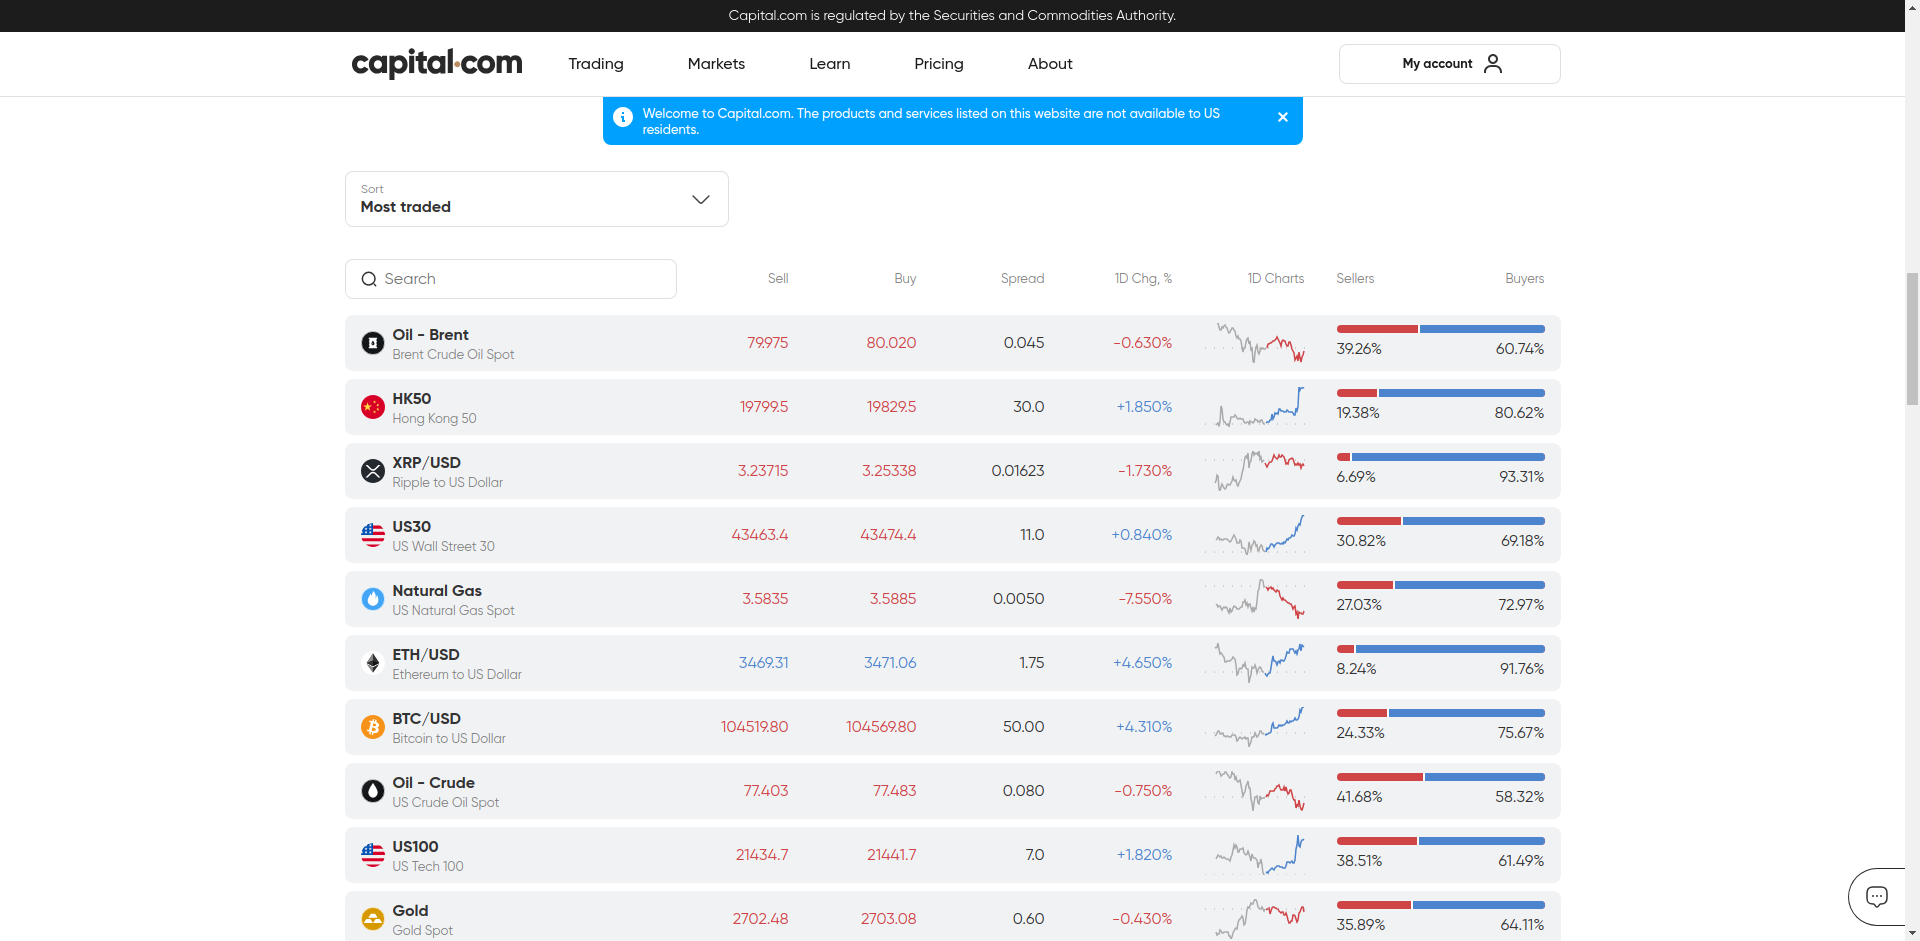 Capital.com is regulated by the Securities and Commodities Authority.
capital.com Trading Markets Learn Pricing About My account
Welcome to Capital.com. The products and services listed on this website are not available to US
residents.
Sort
Most traded
Search Sell Buy Spread 1D Chg, % 1D Charts Sellers Buyers
Oil - Brent
Brent Crude Oil Spot
79.975 80.020 0.045 -0.630% 39.26% 60.74%
HK50
Hong Kong 50
19799.5 19829.5 30.0 +1.850% 19.38% 80.62%
XRP/USD
Ripple to US Dollar
3.23715 3.25338 0.01623 -1.730% 6.69% 93.31%
US30
US Wall Street 30
43463.4 43474.4 11.0 +0.840% 30.82% 69.18%
Natural Gas
US Natural Gas Spot
3.5835 3.5885 0.0050 -7.550% 27.03% 72.97%
ETH/USD
Ethereum to US Dollar
3469.31 3471.06 1.75 +4.650% 8.24% 91.76%
BTC/USD
Bitcoin to US Dollar
104519.80 104569.80 50.00 +4.310% 24.33% 75.67%
Oil - Crude
US Crude Oil Spot
77.403 77.483 0.080 -0.750% 41.68% 58.32%
US100
US Tech 100
21434.7 21441.7 7.0 +1.820% 38.51% 61.49%
Gold
Gold Spot
2702.48 2703.08 0.60 -0.430% 35.89% 64.11%